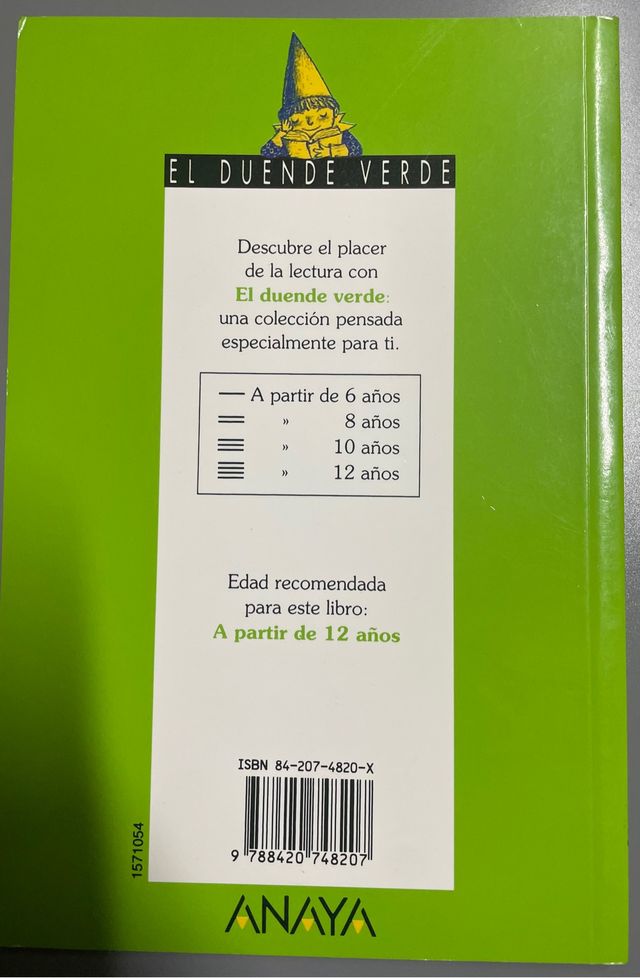 EL DUENDE VERDE
Descubre el placer
de la lectura con
El duende verde:
una colección pensada
especialmente para ti.
A partir de 6 años
» 8 años
» 10 años
» 12 años
Edad recomendada
para este libro:
A partir de 12 años
ISBN 84-207-4820-X
9 788420 748207
1571054
ANAYA